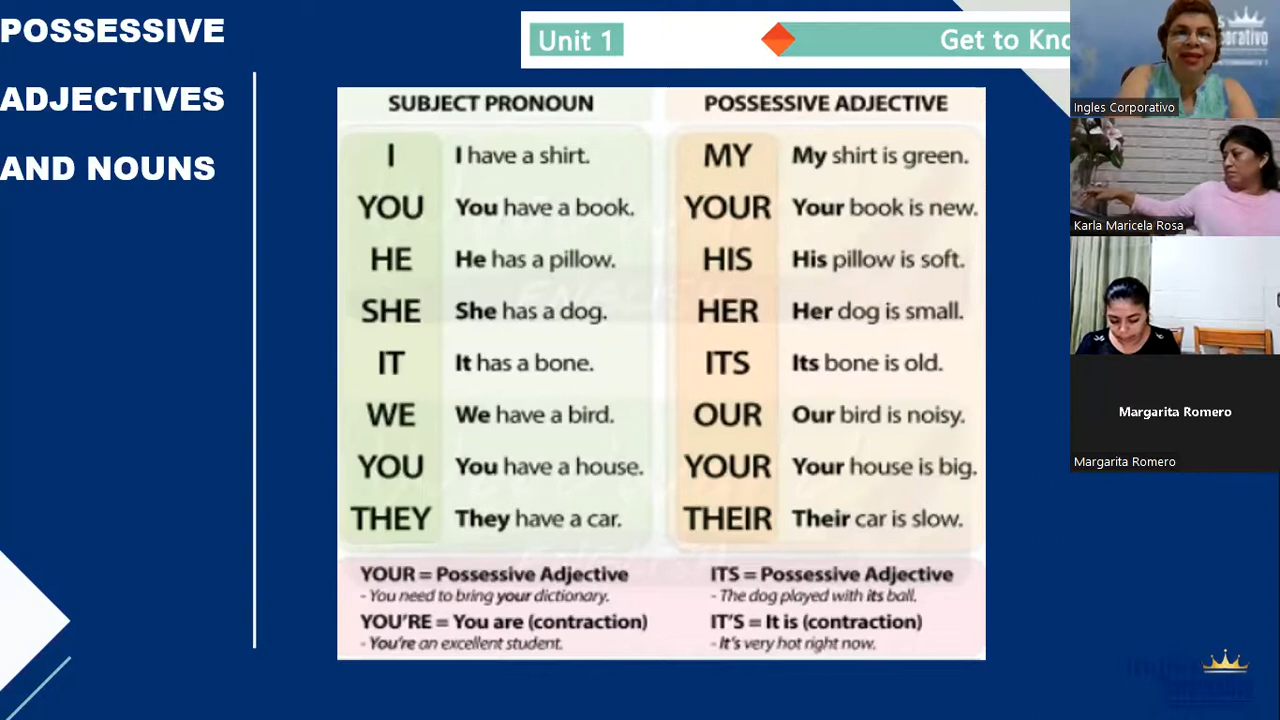 POSSESSIVE
ADJECTIVES
AND NOUNS
Unit 1
Get to
SUBJECT PRONOUN
POSSESSIVE ADJECTIVE
I I have a shirt. MY My shirt is green.
YOU You have a book. YOUR Your book is new.
HE He has a pillow. HIS His pillow is soft.
SHE She has a dog. HER Her dog is small.
IT It has a bone. ITS Its bone is old.
WE We have a bird. OUR Our bird is noisy.
YOU You have a house. YOUR Your house is big.
THEY They have a car. THEIR Their car is slow.
YOUR = Possessive Adjective
- You need to bring your dictionary.
YOU'RE = You are (contraction)
- You're an excellent student.
ITS = Possessive Adjective
- The dog played with its ball.
IT'S = It is (contraction)
- It's very hot right now.
Ingles Corporativo
Karla Maricela Rosa
Margarita Romero
Margarita Romero